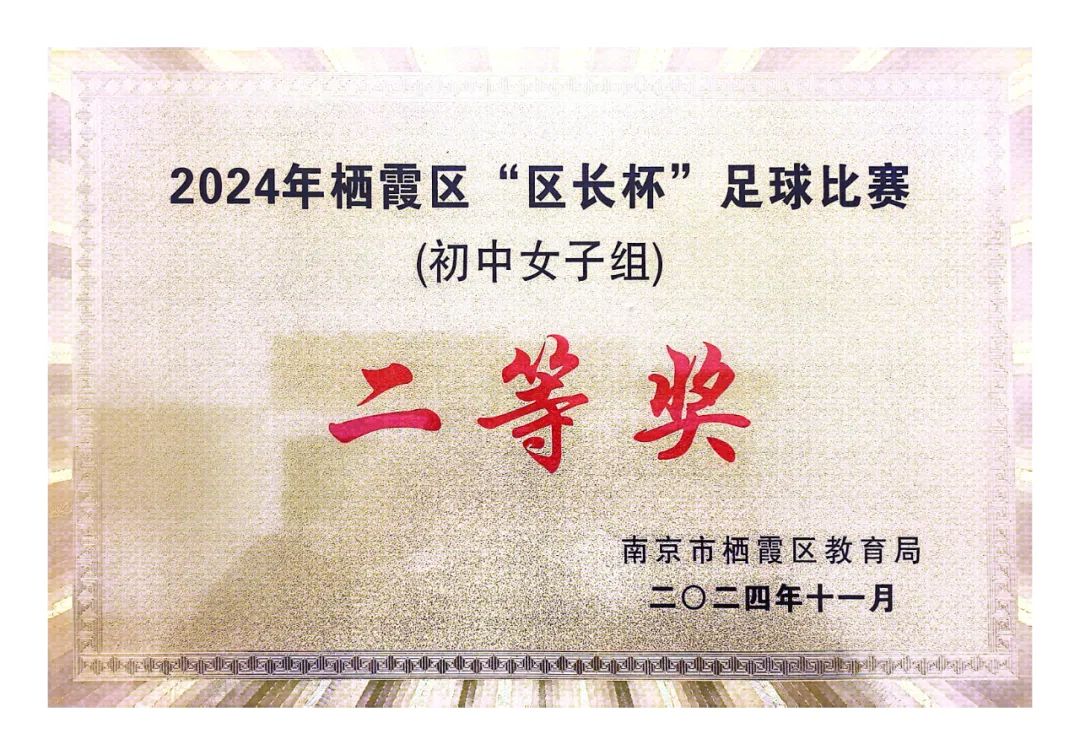 2024年栖霞区“区长杯”足球比赛
(初中女子组)
二等奖
南京市栖霞区教育局
二〇二四年十一月